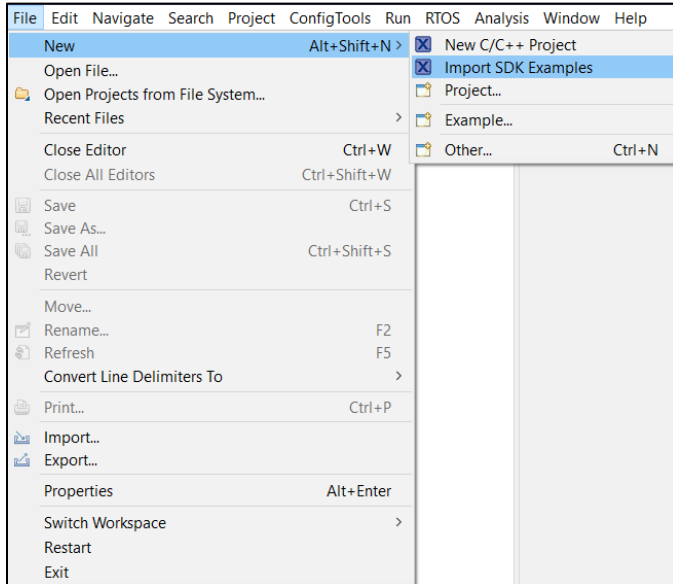 File Edit Navigate Search Project ConfigTools Run RTOS Analysis Window Help
New Alt+Shift+N >
Open File...
Open Projects from File System...
Recent Files >
Close Editor Ctrl+W
Close All Editors Ctrl+Shift+W
Save Ctrl+S
Save As...
Save All Ctrl+Shift+S
Revert
Move...
Rename... F2
Refresh F5
Convert Line Delimiters To >
Print... Ctrl+P
Import...
Export...
Properties Alt+Enter
Switch Workspace >
Restart
Exit
New C/C++ Project
Import SDK Examples
Project...
Example...
Other... Ctrl+N